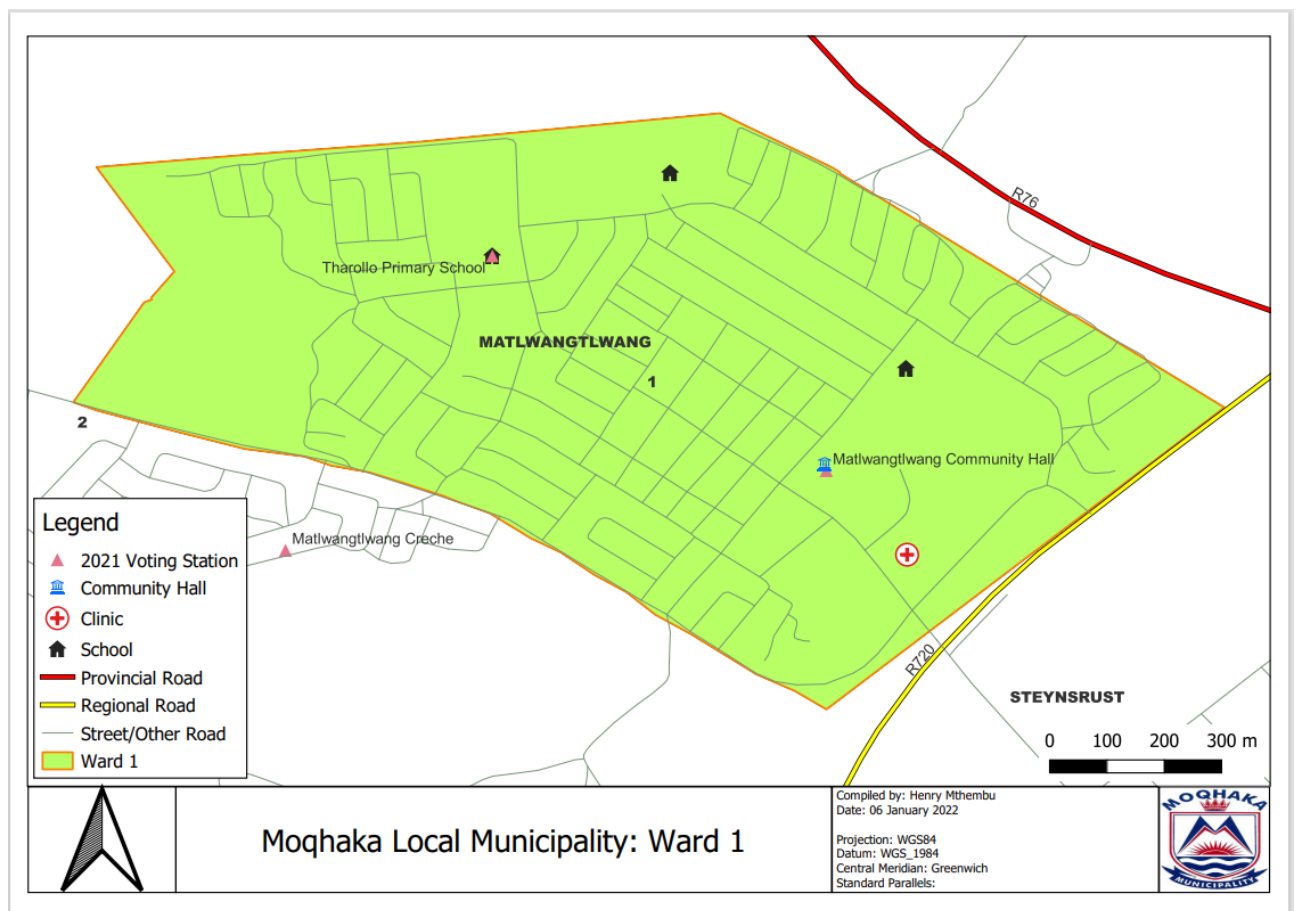 R76
Tharollo Primary School
MATLWANGTLWANG
1
2
Matlwangtlwang Community Hall
Matlwangtlwang Creche
R720
STEYNSRUST
0 100 200 300 m
Legend
2021 Voting Station
Community Hall
Clinic
School
Provincial Road
Regional Road
Street/Other Road
Ward 1
Moqhaka Local Municipality: Ward 1
Compiled by: Henry Mthembu
Date: 06 January 2022
Projection: WGS84
Datum: WGS_1984
Central Meridian: Greenwich
Standard Parallels:
MOQHAKA
MUNICIPALITY